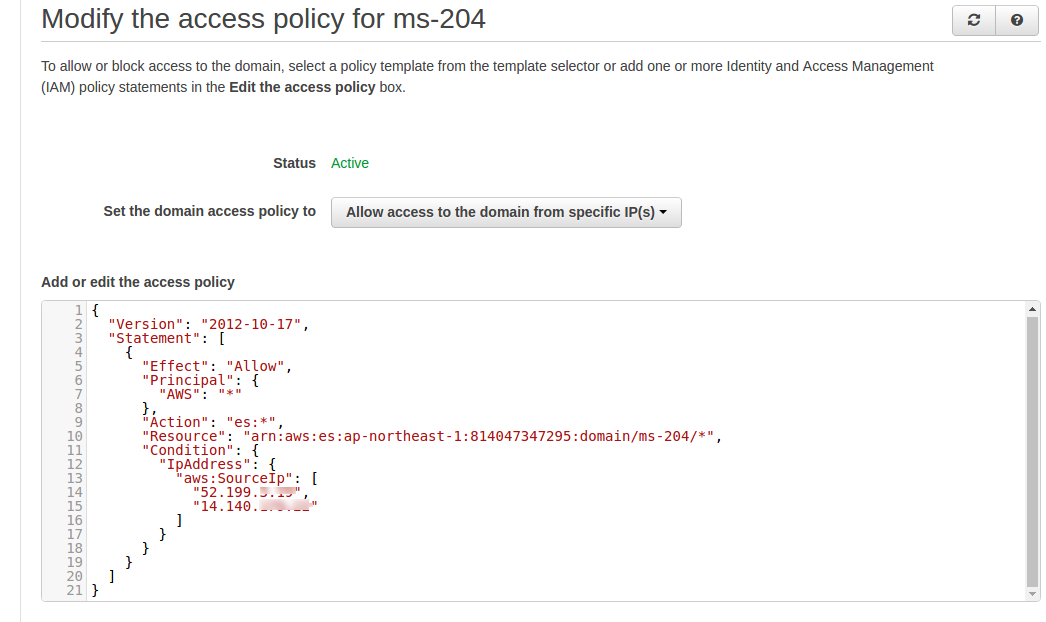 Modify the access policy for ms-204
To allow or block access to the domain, select a policy template from the template selector or add one or more Identity and Access Management
(IAM) policy statements in the Edit the access policy box.
Status Active
Set the domain access policy to Allow access to the domain from specific IP(s)
Add or edit the access policy
1 {
2 "Version": "2012-10-17",
3 "Statement": [
4 {
5 "Effect": "Allow",
6 "Principal": {
7 "AWS": "*"
8 },
9 "Action": "es:*",
10 "Resource": "arn:aws:es:ap-northeast-1:814047347295:domain/ms-204/*",
11 "Condition": {
12 "IpAddress": {
13 "aws:SourceIp": [
14 "52.199.
15 "14.140.
16 ]
17 }
18 }
19 }
20 ]
21 }